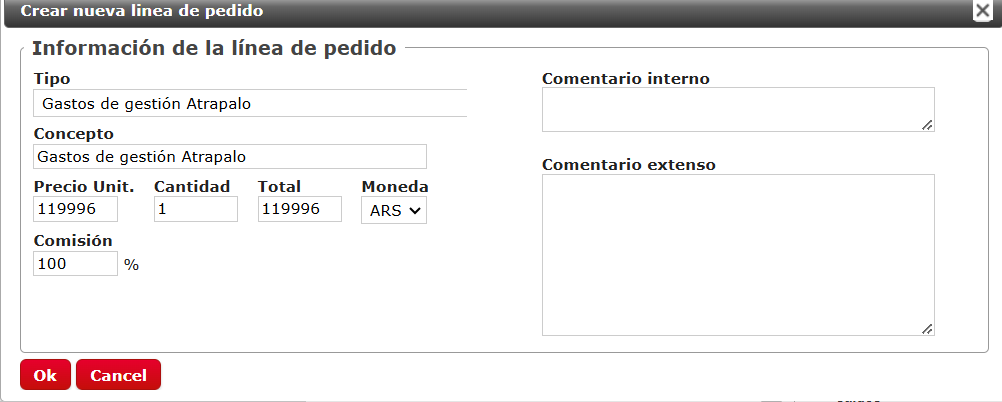 Crear nueva linea de pedido
Información de la línea de pedido
Tipo
Gastos de gestión Atrapalo
Concepto
Gastos de gestión Atrapalo
Precio Unit. Cantidad Total Moneda
119996 1 119996 ARS
Comisión
100 %
Comentario interno
Comentario extenso
Ok Cancel